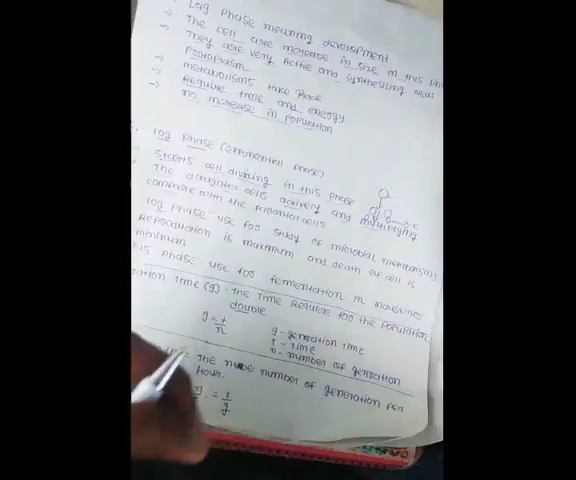 Lag phase meaning development
→ The cell are increase in size in this
→ They are very Active and synthesizing new
protoplasm
→ metabolisms take place
→ Require time and energy
→ no increase in population
log phase (exponential phase)
Starts cell dividing in this phase
The daughter cells actively and multiplying
compare with the parental cells
log phase use for study of microbial metabolisms
Reproduction is maximum and death of cell is
minimum
his phase use for fermentation in industries
ration Time (g) - The Time Require for the population
double
g = t/n
g - generation Time
t - Time
n - number of generation
= The number of generation per
Hour.
= 1/g